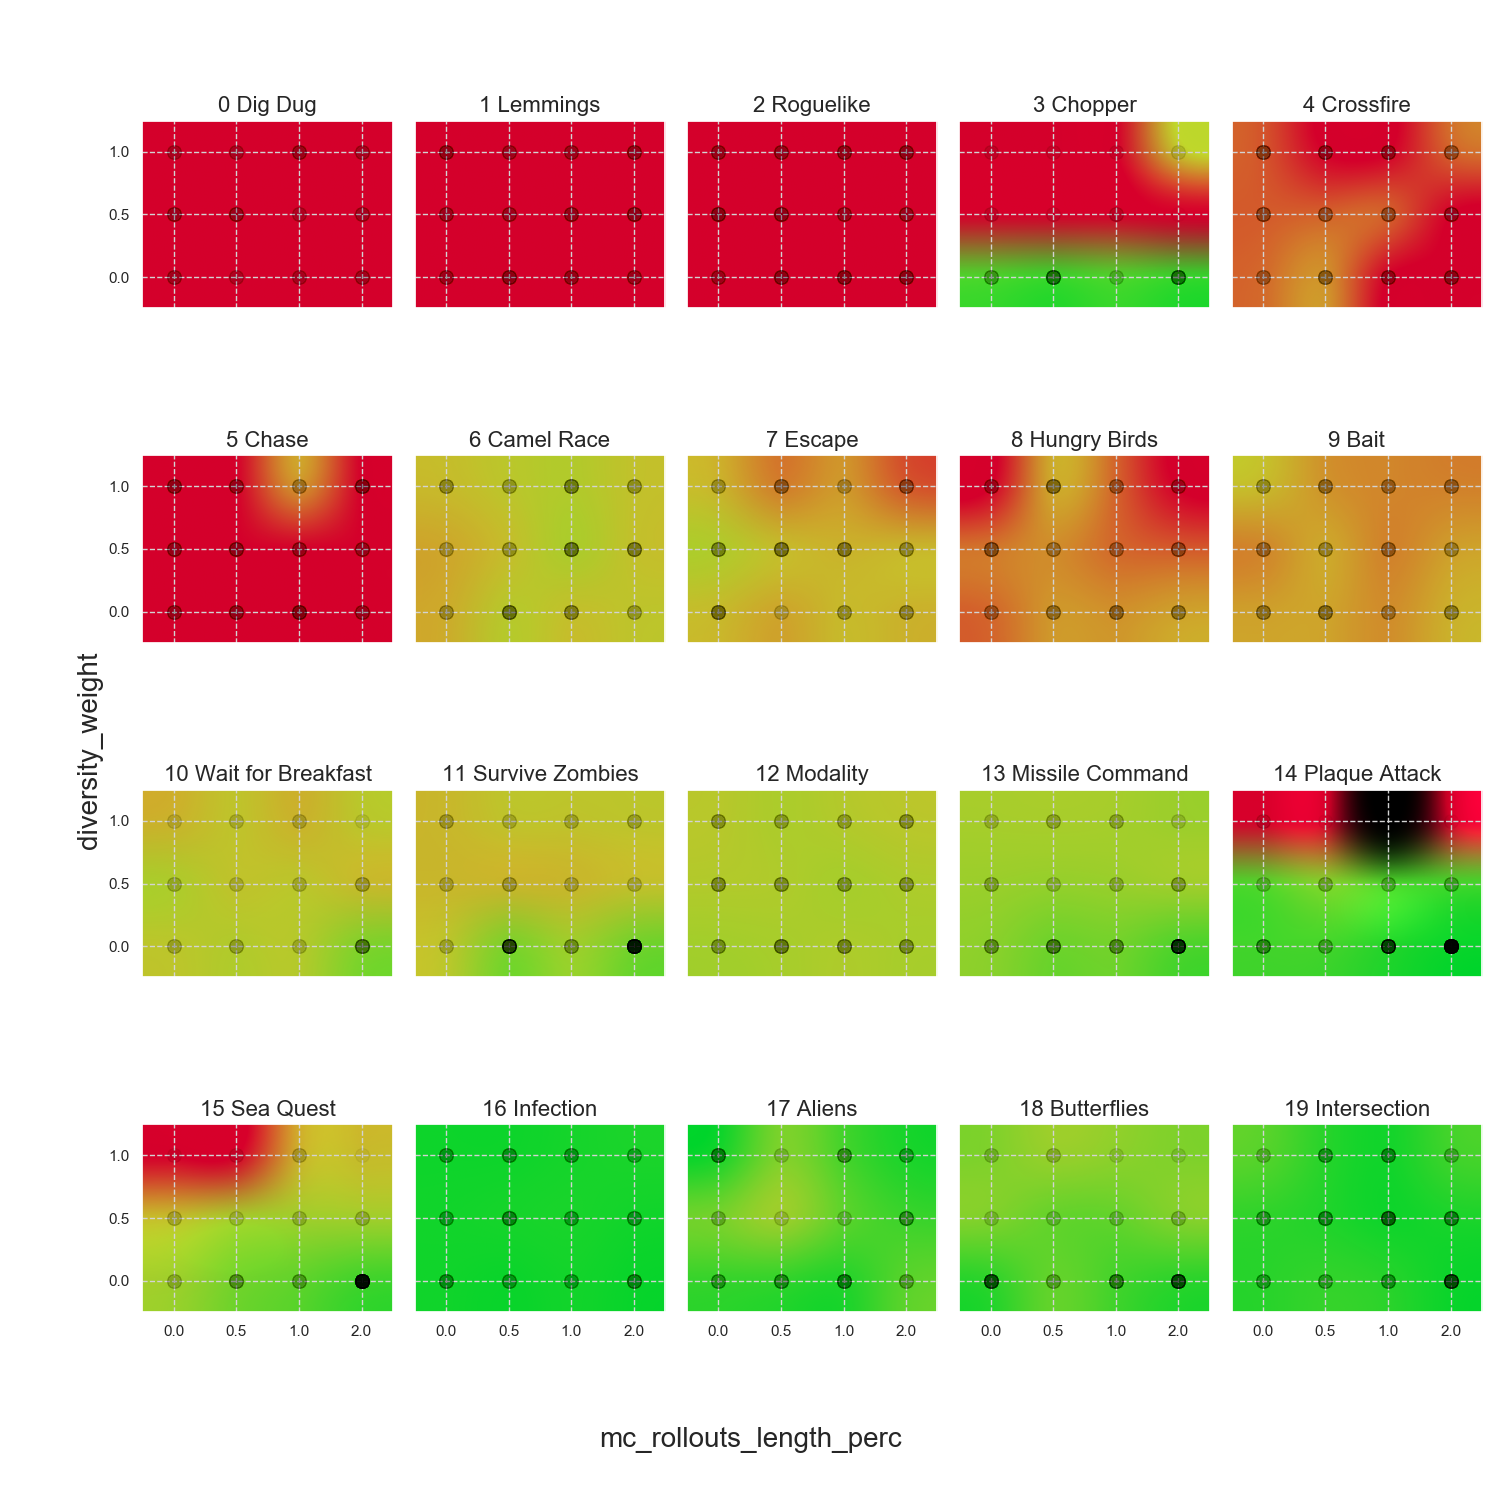 0 Dig Dug
1 Lemmings
2 Roguelike
3 Chopper
4 Crossfire
1.0
0.5
0.0
5 Chase
6 Camel Race
7 Escape
8 Hungry Birds
9 Bait
1.0
0.5
0.0
diversity_weight
10 Wait for Breakfast
11 Survive Zombies
12 Modality
13 Missile Command
14 Plaque Attack
1.0
0.5
0.0
15 Sea Quest
16 Infection
17 Aliens
18 Butterflies
19 Intersection
1.0
0.5
0.0
0.0 0.5 1.0 2.0
0.0 0.5 1.0 2.0
0.0 0.5 1.0 2.0
0.0 0.5 1.0 2.0
0.0 0.5 1.0 2.0
mc_rollouts_length_perc